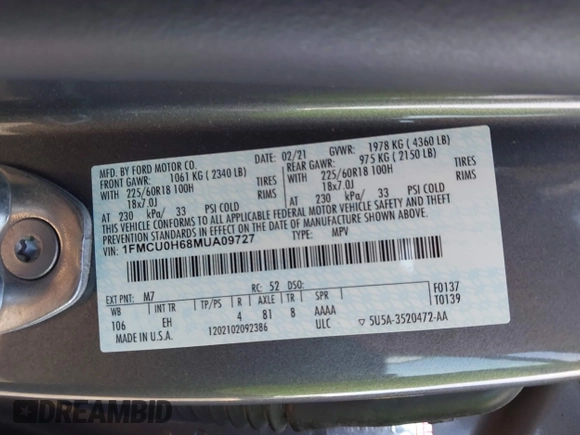 MFD. BY FORD MOTOR CO.
DATE: 02/21 GVWR: 1978 KG ( 4360 LB)
FRONT GAWR: 1061 KG ( 2340 LB) REAR GAWR: 975 KG ( 2150 LB)
WITH 225/60R18 100H TIRES WITH 225/60R18 100H TIRES
18x7.0J RIMS 18x7.0J RIMS
AT 230 kPa/ 33 PSI COLD AT 230 kPa/ 33 PSI COLD
THIS VEHICLE CONFORMS TO ALL APPLICABLE FEDERAL MOTOR VEHICLE SAFETY AND THEFT
PREVENTION STANDARDS IN EFFECT ON THE DATE OF MANUFACTURE SHOWN ABOVE.
VIN: 1FMCU0H68MUA09727 TYPE: MPV
EXT PNT: M7 RC: 52 DSO: F0137
WB INT TR TP/PS R AXLE TR SPR T0139
106 EH 4 81 8 AAAA
MADE IN U.S.A. 1202102092386 ULC ▽ 5U5A-3520472-AA
DREAMBID